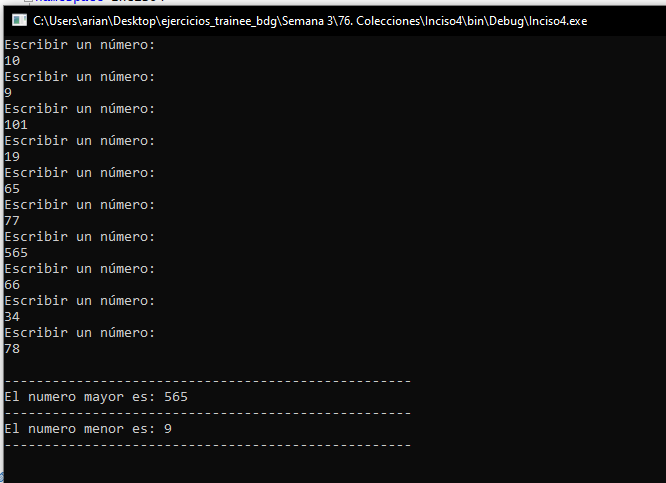 C:\Users\arian\Desktop\ejercicios_trainee_bdg\Semana 3\76. Colecciones\Inciso4\bin\Debug\Inciso4.exe
Escribir un número:
10
Escribir un número:
9
Escribir un número:
101
Escribir un número:
19
Escribir un número:
65
Escribir un número:
77
Escribir un número:
565
Escribir un número:
66
Escribir un número:
34
Escribir un número:
78
---------------------------------------------------
El numero mayor es: 565
---------------------------------------------------
El numero menor es: 9
---------------------------------------------------